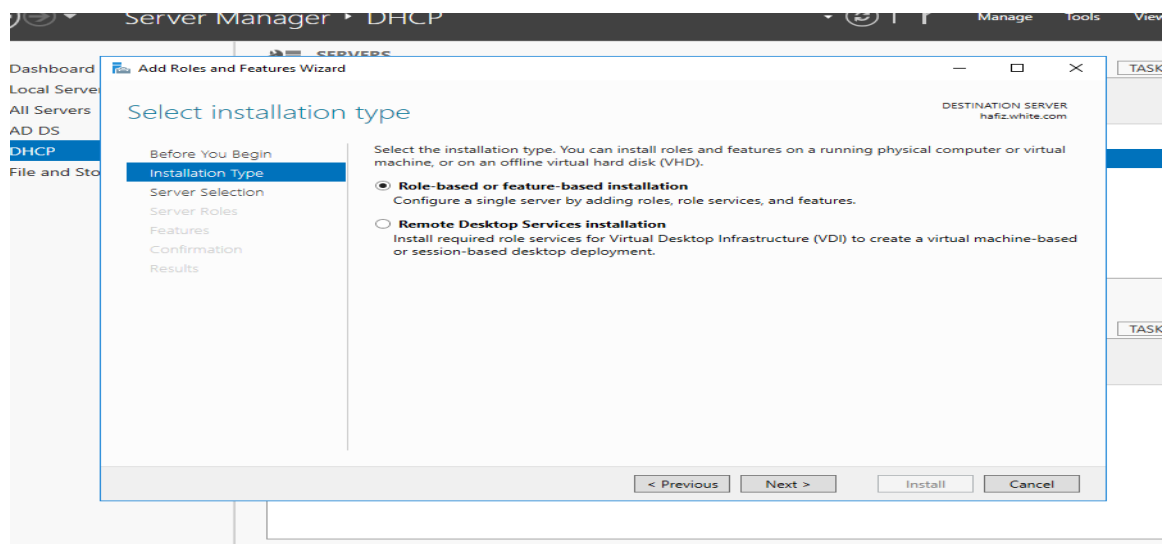 Server Manager ‣ DHCP
Manage Tools View
SERVERS
Dashboard
Local Server
All Servers
AD DS
DHCP
File and Sto
TASK
Add Roles and Features Wizard
Select installation type
DESTINATION SERVER
hafiz.white.com
Before You Begin
Installation Type
Server Selection
Server Roles
Features
Confirmation
Results
Select the installation type. You can install roles and features on a running physical computer or virtual
machine, or on an offline virtual hard disk (VHD).
Role-based or feature-based installation
Configure a single server by adding roles, role services, and features.
Remote Desktop Services installation
Install required role services for Virtual Desktop Infrastructure (VDI) to create a virtual machine-based
or session-based desktop deployment.
TASK
< Previous
Next >
Install
Cancel